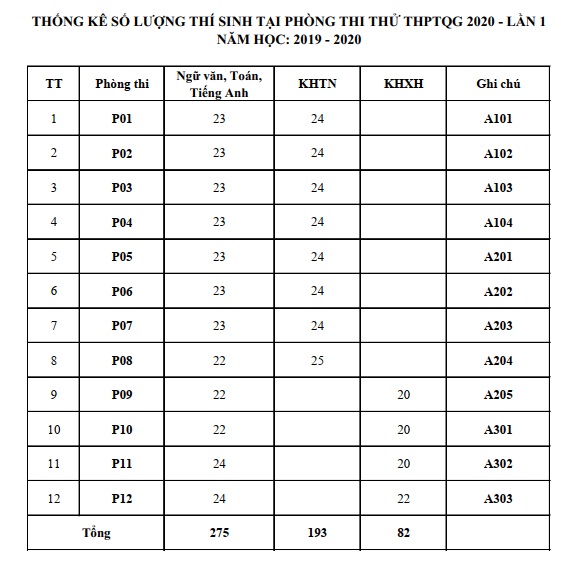 THỐNG KÊ SỐ LƯỢNG THÍ SINH TẠI PHÒNG THI THỬ THPTQG 2020 - LẦN 1
NĂM HỌC: 2019 - 2020
TT Phòng thi Ngữ văn, Toán, Tiếng Anh KHTN KHXH Ghi chú
1 P01 23 24 A101
2 P02 23 24 A102
3 P03 23 24 A103
4 P04 23 24 A104
5 P05 23 24 A201
6 P06 23 24 A202
7 P07 23 24 A203
8 P08 22 25 A204
9 P09 22 20 A205
10 P10 22 20 A301
11 P11 24 20 A302
12 P12 24 22 A303
Tổng 275 193 82